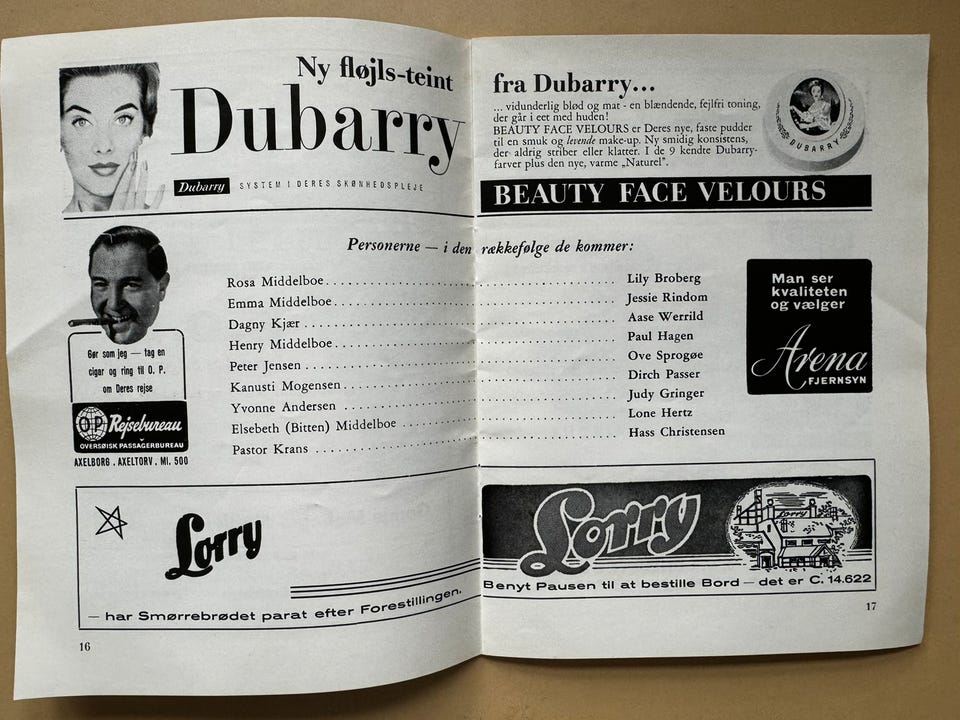 Ny fløjls-teint
Dubarry
Dubarry SYSTEM I DERES SKØNHEDSPLEJE
fra Dubarry...
... vidunderlig blød og mat - en blændende, fejlfri toning,
der går i eet med huden!
BEAUTY FACE VELOURS er Deres nye, faste pudder
til en smuk og levende make-up. Ny smidig konsistens,
der aldrig striber eller klatter. I de 9 kendte Dubarry-
farver plus den nye, varme „Naturel".
DUBARRY
BEAUTY FACE VELOURS
Personerne — i den rækkefølge de kommer:
Rosa Middelboe........ Lily Broberg
Emma Middelboe........ Jessie Rindom
Dagny Kjær........ Aase Werrild
Henry Middelboe........ Paul Hagen
Peter Jensen........ Ove Sprogøe
Kanusti Mogensen........ Dirch Passer
Yvonne Andersen........ Judy Gringer
Elsebeth (Bitten) Middelboe........ Lone Hertz
Pastor Krans........ Hass Christensen
Gør som jeg — tag en
cigar og ring til O. P.
om Deres rejse
OP Rejsebureau
OVERSØISK PASSAGERBUREAU
AXELBORG . AXELTORV . MI. 500
Man ser
kvaliteten
og vælger
Arena
FJERNSYN
Lorry
— har Smørrebrødet parat efter Forestillingen.
Lorry
Lorry
Benyt Pausen til at bestille Bord — det er C. 14.622
16
17